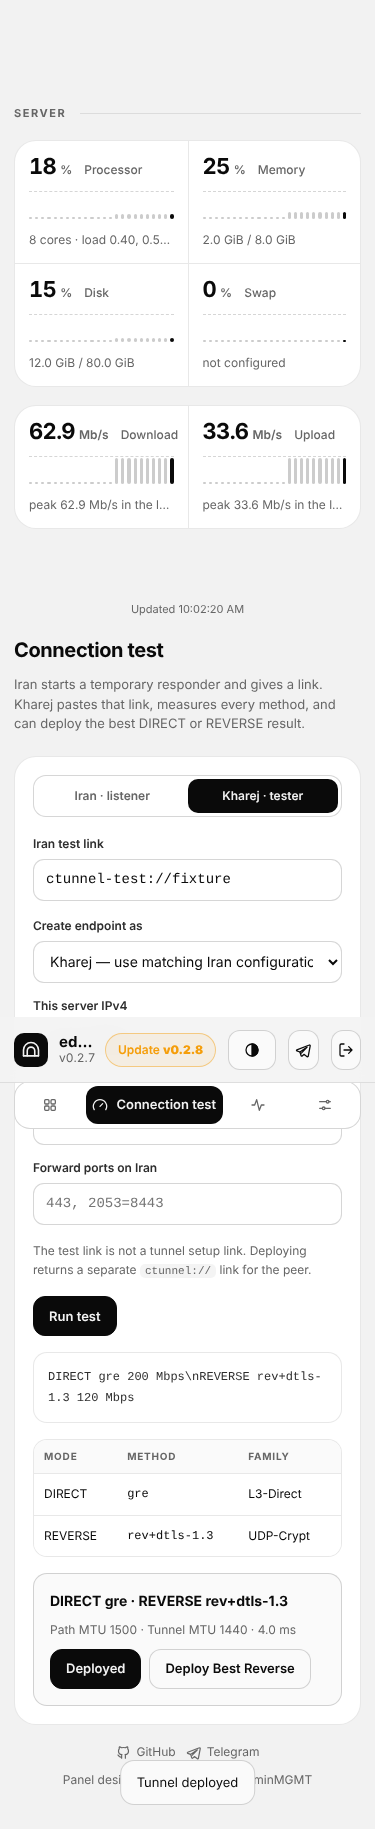 SERVER
18 % Processor
8 cores · load 0.40, 0.5...
25 % Memory
2.0 GiB / 8.0 GiB
15 % Disk
12.0 GiB / 80.0 GiB
0 % Swap
not configured
62.9 Mb/s Download
peak 62.9 Mb/s in the l...
33.6 Mb/s Upload
peak 33.6 Mb/s in the l...
Updated 10:02:20 AM
Connection test
Iran starts a temporary responder and gives a link.
Kharej pastes that link, measures every method, and
can deploy the best DIRECT or REVERSE result.
Iran · listener
Kharej · tester
Iran test link
ctunnel-test://fixture
Create endpoint as
Kharej — use matching Iran configuratic
This server IPv4
ed...
v0.2.7
Update v0.2.8
Connection test
Forward ports on Iran
443, 2053=8443
The test link is not a tunnel setup link. Deploying
returns a separate ctunnel:// link for the peer.
Run test
DIRECT gre 200 Mbps\nREVERSE rev+dtls-
1.3 120 Mbps
MODE METHOD FAMILY
DIRECT gre L3-Direct
REVERSE rev+dtls-1.3 UDP-Crypt
DIRECT gre · REVERSE rev+dtls-1.3
Path MTU 1500 · Tunnel MTU 1440 · 4.0 ms
Deployed
Deploy Best Reverse
GitHub Telegram
Panel desi
minMGMT
Tunnel deployed